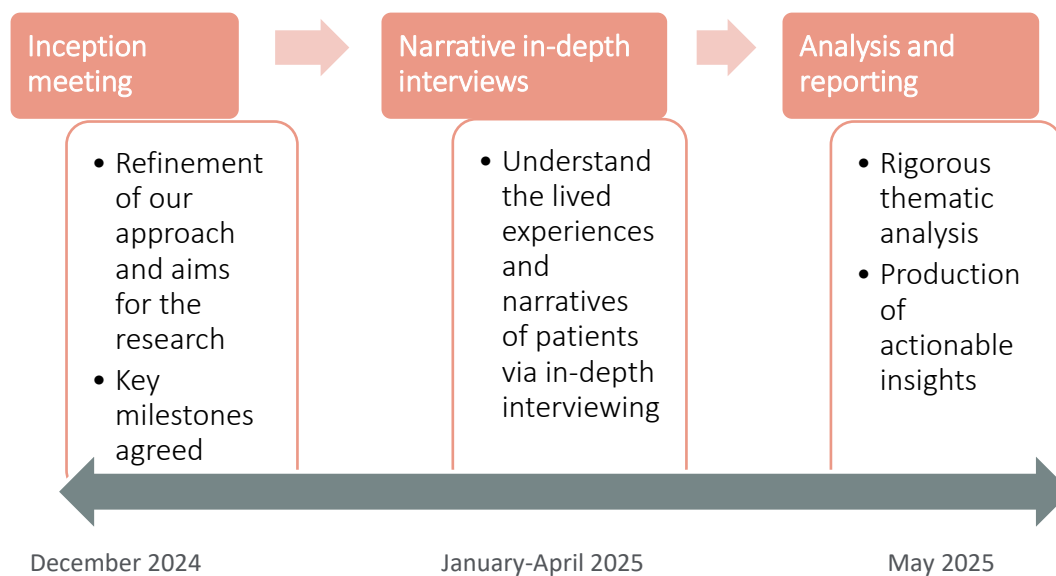 Inception
meeting
• Refinement
of our
approach
and aims
for the
research
• Key
milestones
agreed
Narrative in-depth
interviews
• Understand
the lived
experiences
and
narratives
of patients
via in-depth
interviewing
Analysis and
reporting
• Rigorous
thematic
analysis
• Production
of
actionable
insights
December 2024
January-April 2025
May 2025